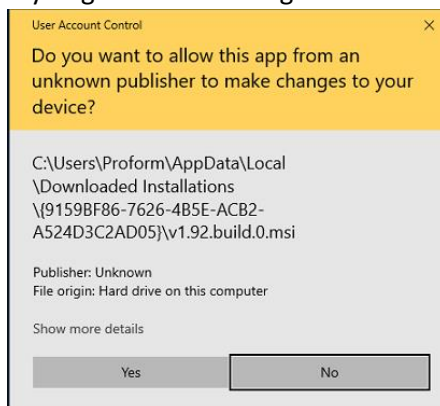 User Account Control
Do you want to allow this app from an
unknown publisher to make changes to your
device?
C:\Users\Proform\AppData\Local
\Downloaded Installations
\{9159BF86-7626-4B5E-ACB2-
A524D3C2AD05}\v1.92.build.0.msi
Publisher: Unknown
File origin: Hard drive on this computer
Show more details
Yes No